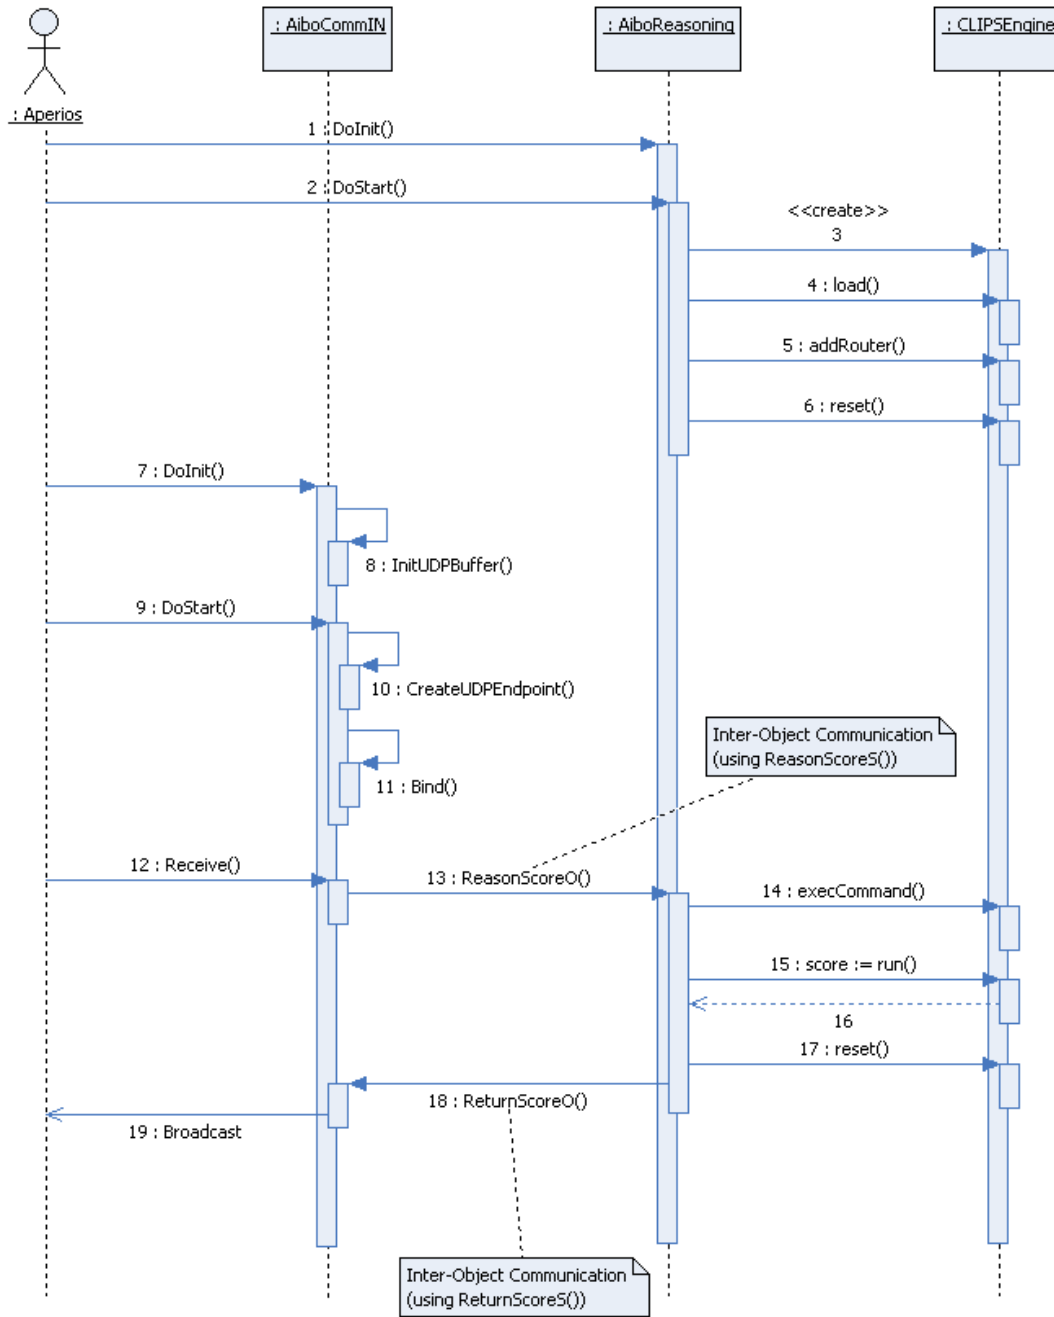 : AiboCommIN
: AiboReasoning
: CLIPSEngine
: Aperios
1 : DoInit()
2 : DoStart()
<<create>>
3
4 : load()
5 : addRouter()
6 : reset()
7 : DoInit()
8 : InitUDPBuffer()
9 : DoStart()
10 : CreateUDPEndpoint()
11 : Bind()
Inter-Object Communication
(using ReasonScoreS())
12 : Receive()
13 : ReasonScoreO()
14 : execCommand()
15 : score := run()
16
17 : reset()
18 : ReturnScoreO()
19 : Broadcast
Inter-Object Communication
(using ReturnScoreS())